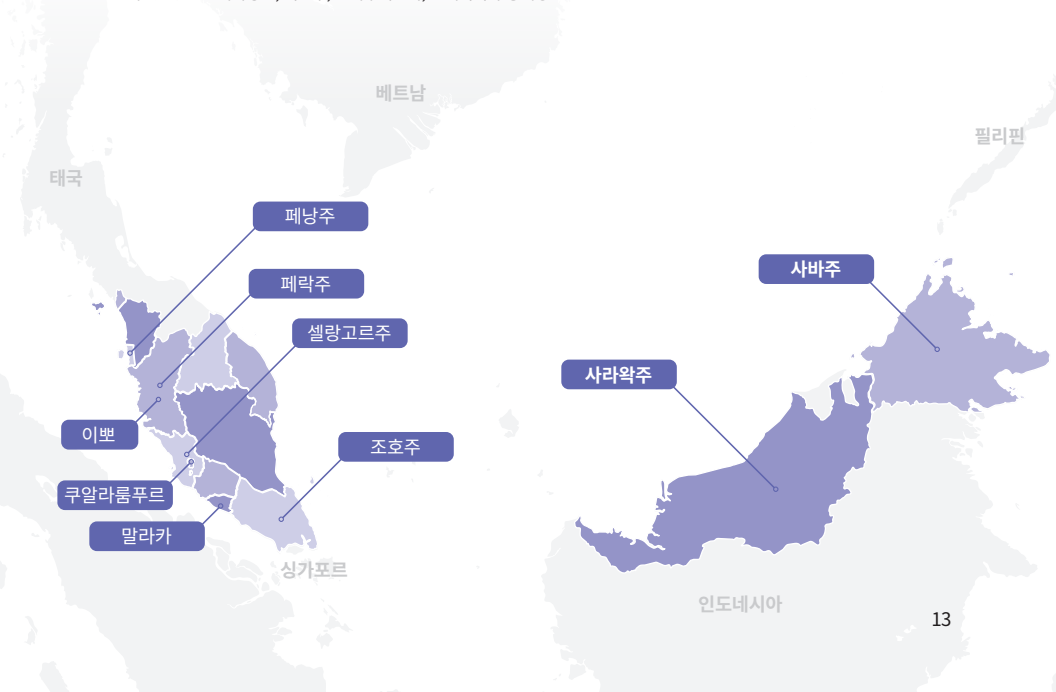 베트남
필리핀
태국
페낭주
페락주
사바주
셀랑고르주
사라왁주
이뽀
조호주
쿠알라룸푸르
말라카
싱가포르
인도네시아
13